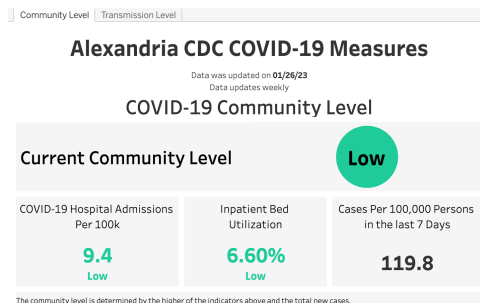 Community Level
Transmission Level
Alexandria CDC COVID-19 Measures
Data was updated on 01/26/23
Data updates weekly
COVID-19 Community Level
Current Community Level
Low
COVID-19 Hospital Admissions
Per 100k
9.4
Low
Inpatient Bed
Utilization
6.60%
Low
Cases Per 100,000 Persons
in the last 7 Days
119.8
The community level is determined by the higher of the indicators above and the total new cases.